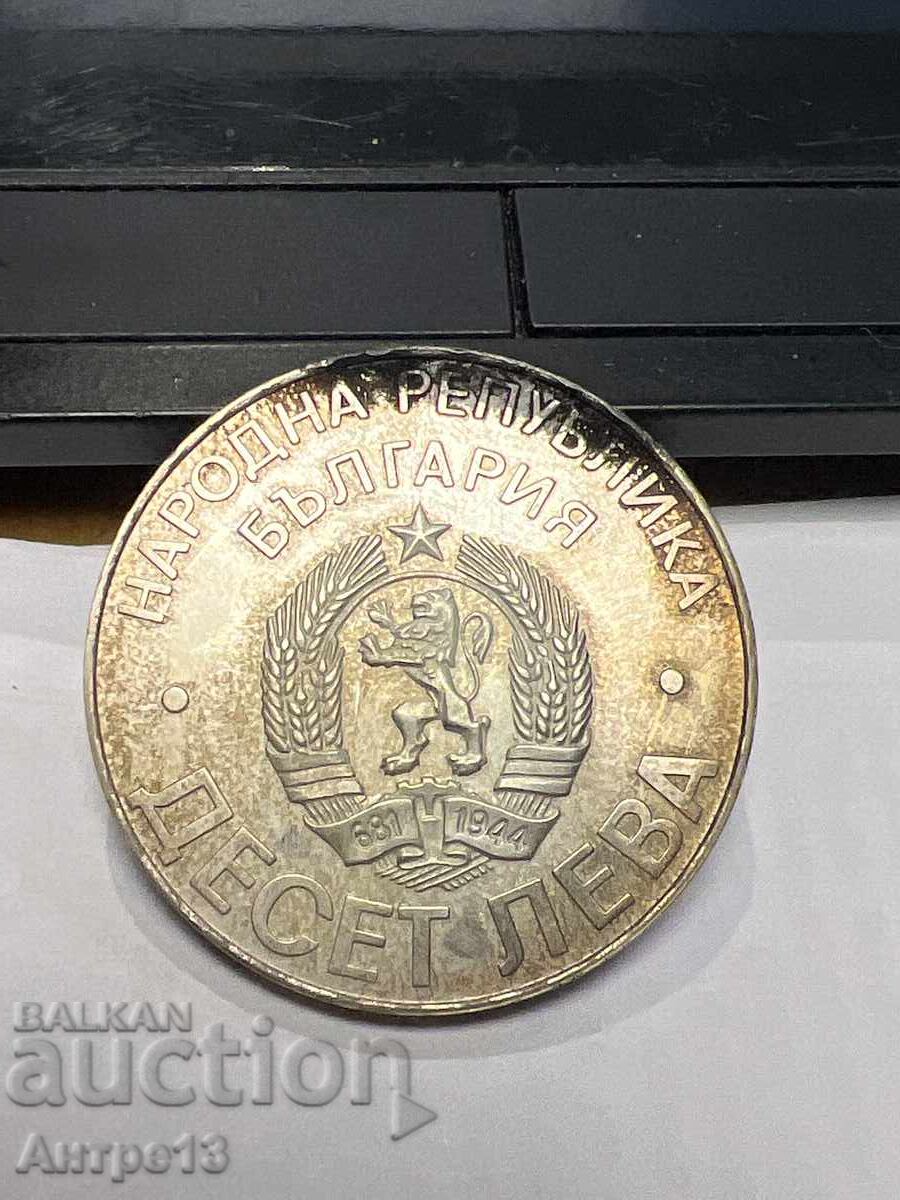 НАРОДНА РЕПУБЛИКА
БЪЛГАРИЯ
681 1944
ДЕСЕТ ЛЕВА
BALKAN
auction
Антре13